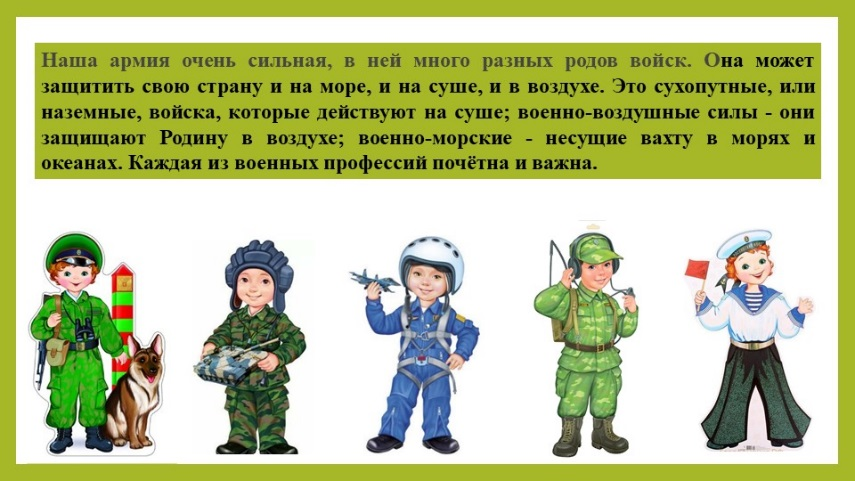 Наша армия очень сильная, в ней много разных родов войск. Она может
защитить свою страну и на море, и на суше, и в воздухе. Это сухопутные, или
наземные, войска, которые действуют на суше; военно-воздушные силы - они
защищают Родину в воздухе; военно-морские - несущие вахту в морях и
океанах. Каждая из военных профессий почётна и важна.